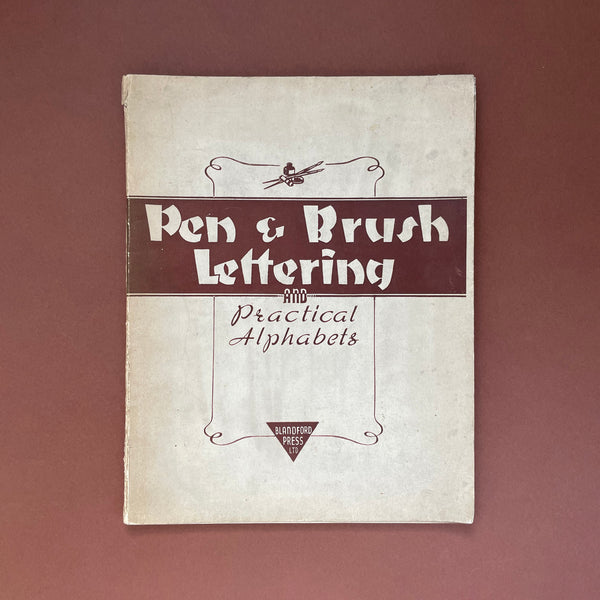 Pen & Brush
Lettering
AND
Practical
Alphabets
BLANDFORD
PRESS
LTD